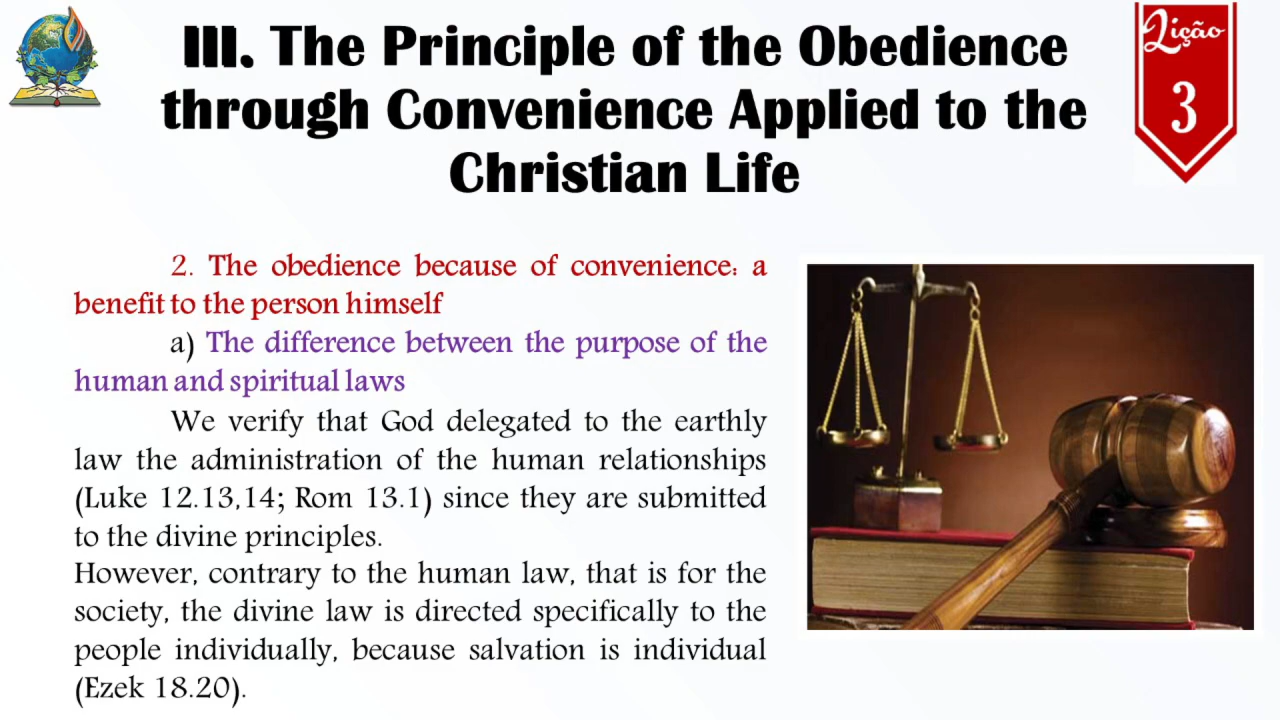 III. The Principle of the Obedience
through Convenience Applied to the
Christian Life
Lição
3
2. The obedience because of convenience: a
benefit to the person himself
a) The difference between the purpose of the
human and spiritual laws
We verify that God delegated to the earthly
law the administration of the human relationships
(Luke 12.13,14; Rom 13.1) since they are submitted
to the divine principles.
However, contrary to the human law, that is for the
society, the divine law is directed specifically to the
people individually, because salvation is individual
(Ezek 18.20).